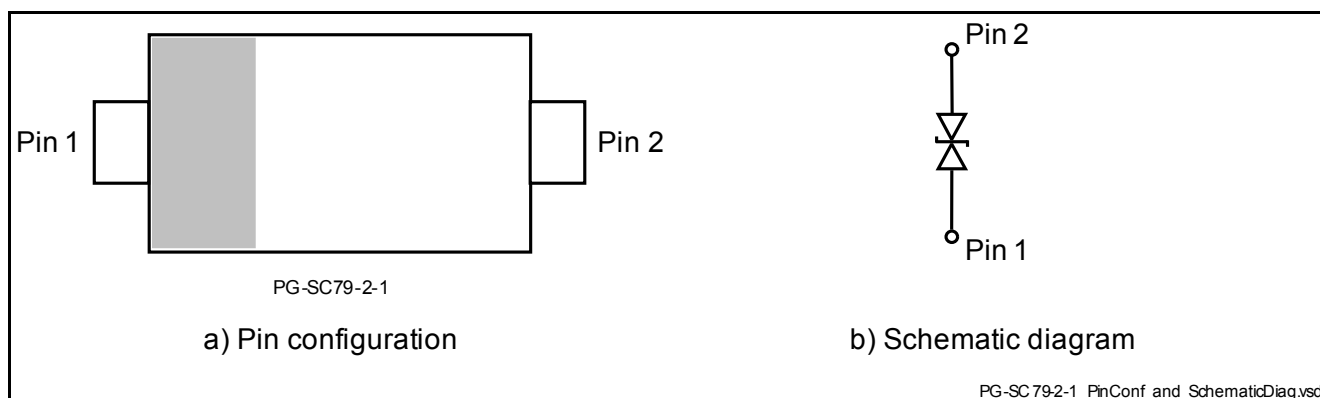 Pin 1
Pin 2
PG-SC79-2-1
a) Pin configuration
Pin 2
Pin 1
b) Schematic diagram
PG-SC79-2-1_PinConf_and_SchematicDiag.vsd